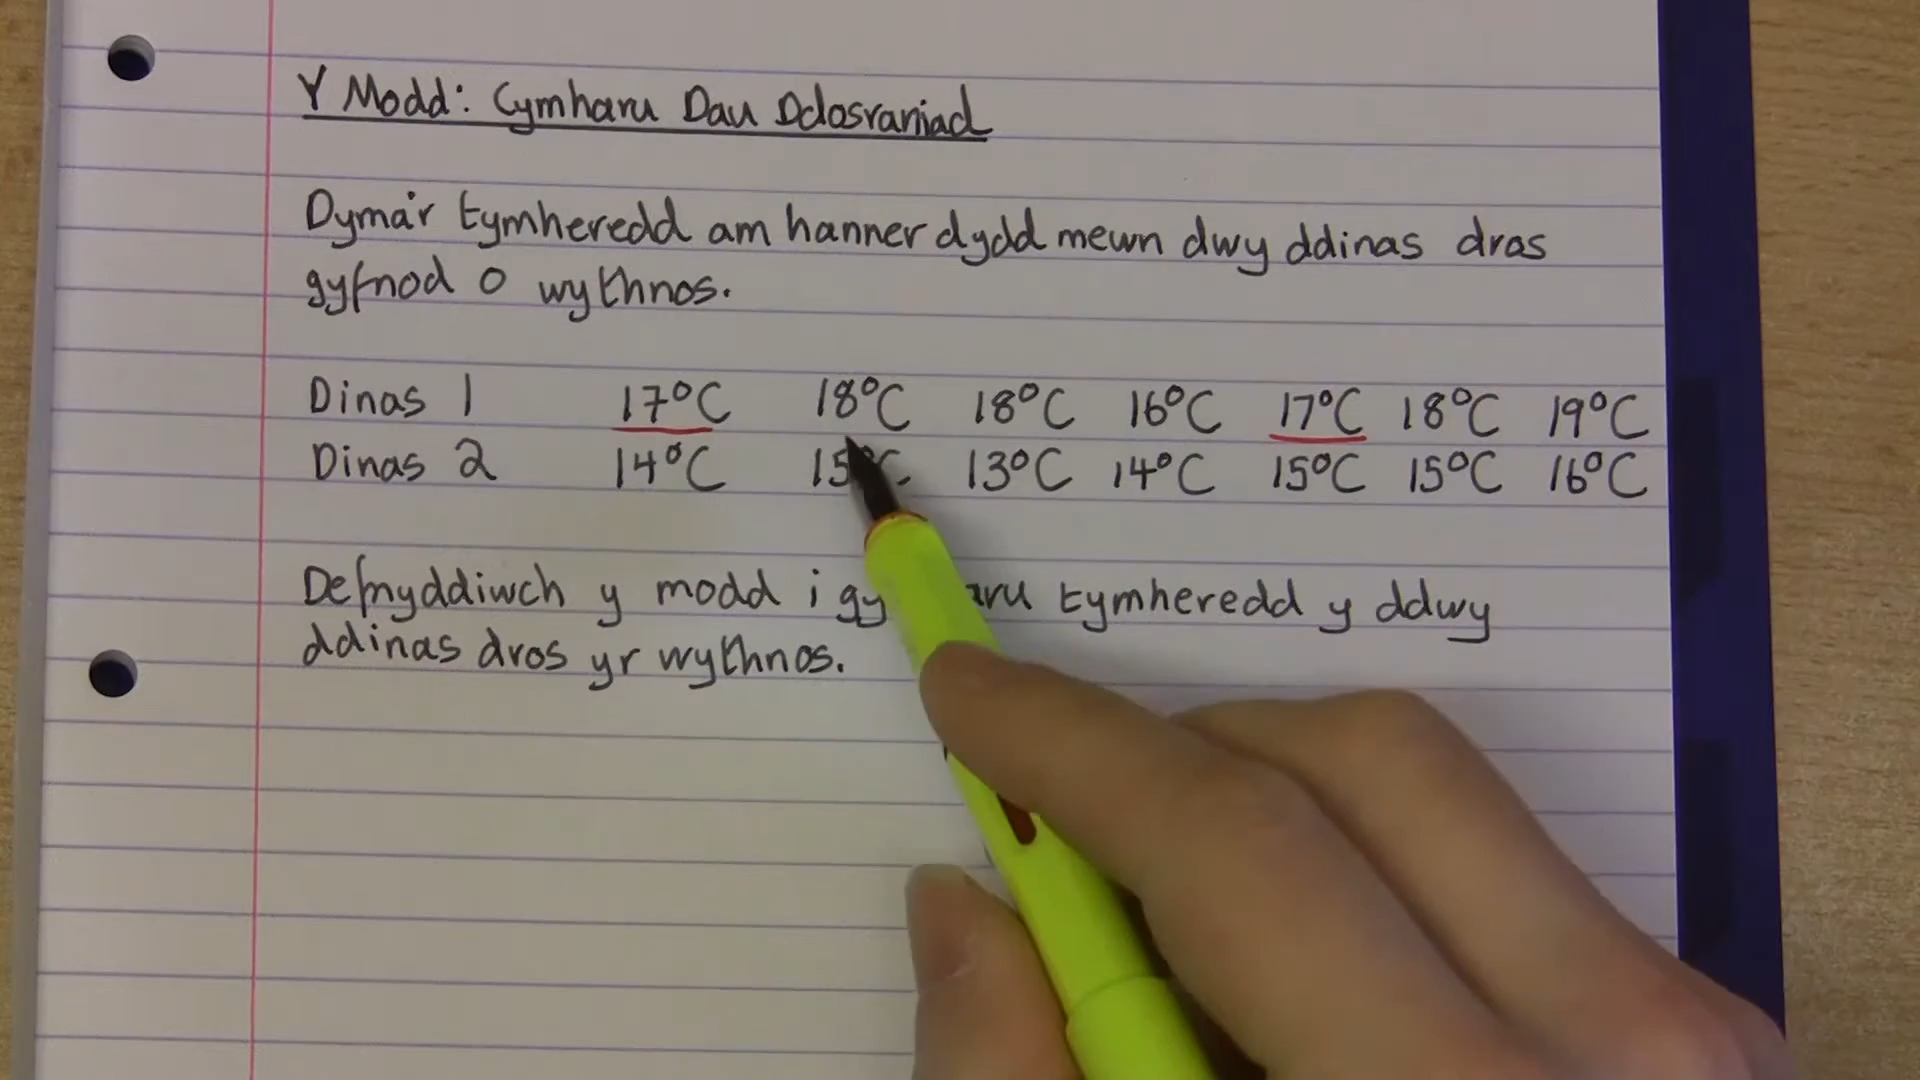 Y Modd: Cymharu Dau Ddosraniad
Dyma'r tymheredd am hanner dydd mewn dwy ddinas dros
gyfnod o wythnos.
Dinas 1 17°C 18°C 18°C 16°C 17°C 18°C 19°C
Dinas 2 14°C 15°C 13°C 14°C 15°C 15°C 16°C
Defnyddiwch y modd i tymheredd y ddwy
ddinas dros yr wythnos.